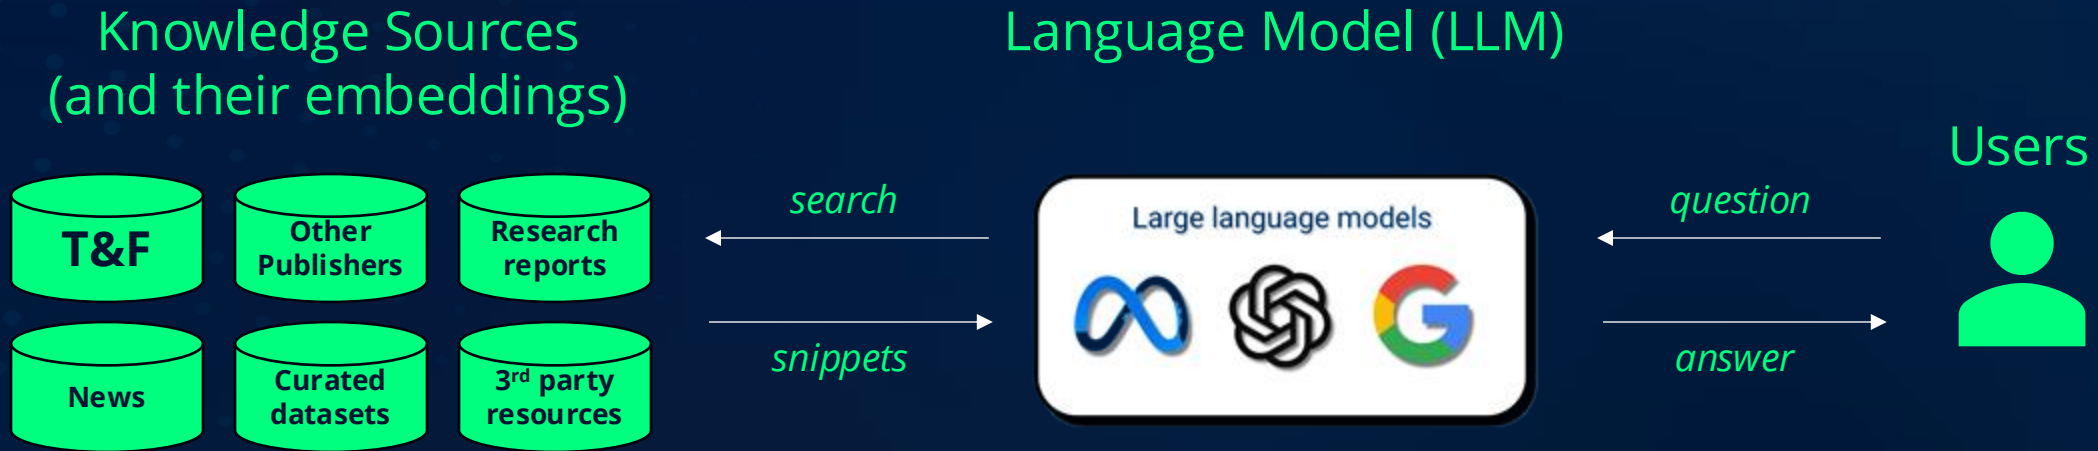 Knowledge Sources
(and their embeddings)
Language Model (LLM)
Users
T&F
Other
Publishers
Research
reports
News
Curated
datasets
3rd party
resources
search
snippets
Large language models
question
answer